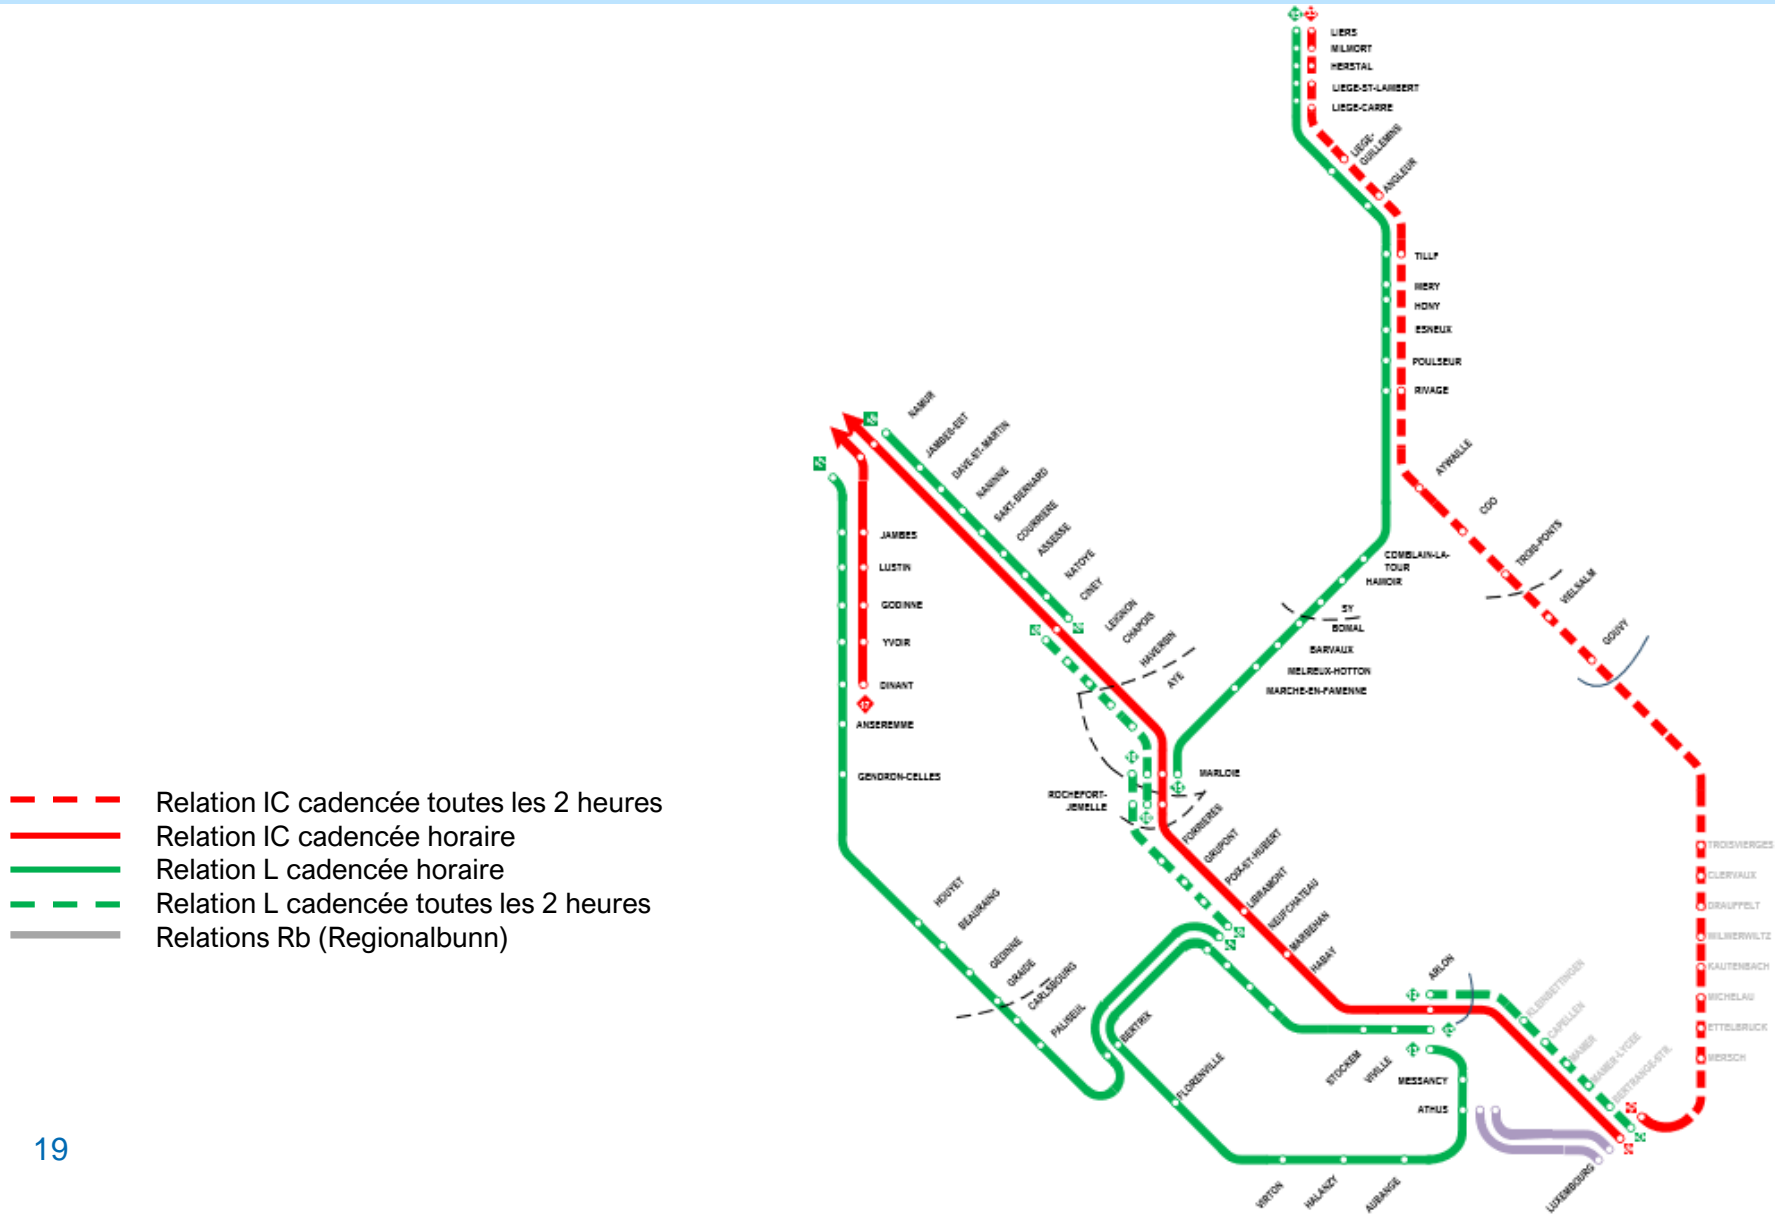 LIERS
MILMORT
HERSTAL
LIEGE-ST-LAMBERT
LIEGE-CARRE
LIEGE-
GUILLEMINS
ANGLEUR
TILFF
MERY
HONY
ESNEUX
POULSEUR
RIVAGE
AYWAILLE
COO
TROIS-PONTS
VIELSALM
GOUVY
NAMUR
JAMBES-EST
DAVE-ST-MARTIN
NANINNE
SART-BERNARD
COURRIERE
ASSESSE
NATOYE
CINEY
LEIGNON
CHAPOIS
HAVERSIN
AYE
COMBLAIN-LA-
TOUR
HAMOIR
SY
BOMAL
BARVAUX
MELREUX-HOTTON
MARCHE-EN-FAMENNE
MARLOIE
JAMBES
LUSTIN
GODINNE
YVOIR
DINANT
17
ANSEREMME
GENDRON-CELLES
ROCHEFORT-
JEMELLE
FORRIERES
GRUPONT
POIX-ST-HUBERT
LIBRAMONT
NEUFCHATEAU
MARBEHAN
HABAY
ARLON
HOUYET
BEAURAING
GEDINNE
GRAIDE
CARLSBOURG
PALISEUL
BERTRIX
FLORENVILLE
STOCKEM
VIVILLE
MESSANCY
ATHUS
VIRTON
HALANZY
AUBANGE
LUXEMBOURG
KLEINBETTINGEN
CAPELLEN
MAMER
MAMER-LYCEE
BERTRANGE-STR.
TROISVIERGES
CLERVAUX
DRAUFFELT
WILWERWILTZ
KAUTENBACH
MICHELAU
ETTELBRUCK
MERSCH
Relation IC cadencée toutes les 2 heures
Relation IC cadencée horaire
Relation L cadencée horaire
Relation L cadencée toutes les 2 heures
Relations Rb (Regionalbunn)
19